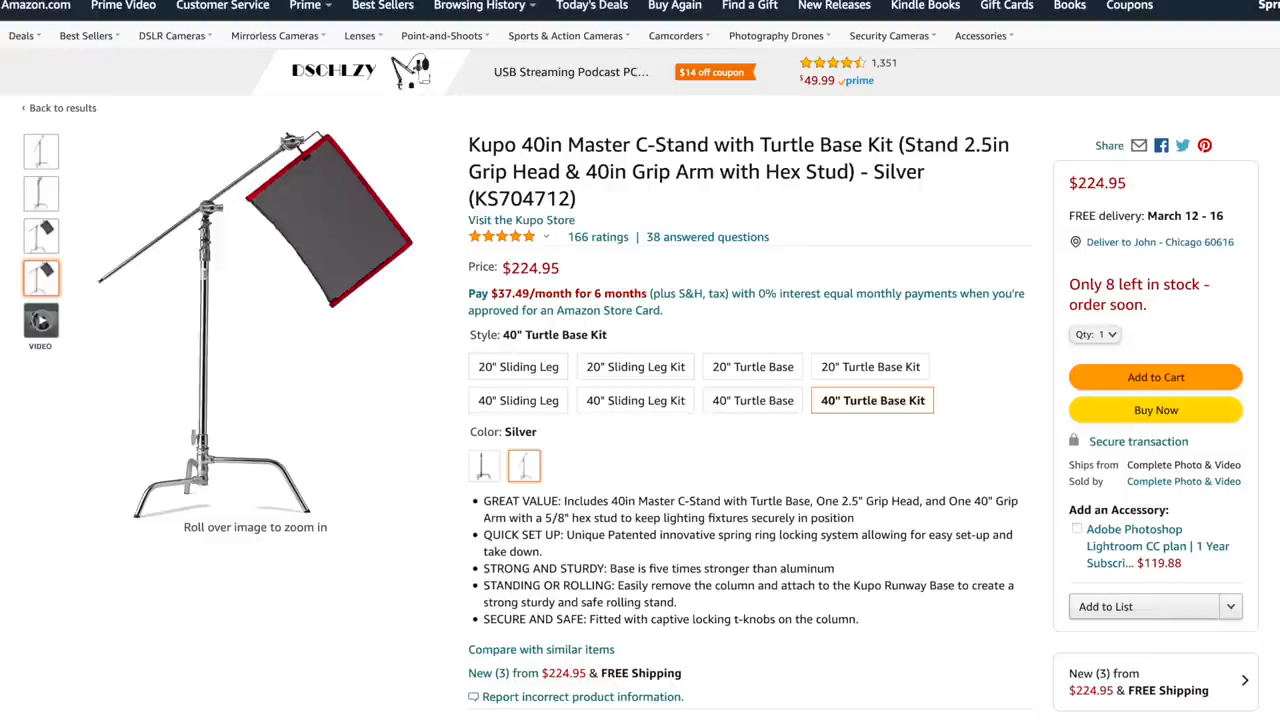 Amazon.com Prime Video Customer Service Prime Best Sellers Browsing History Today's Deals Buy Again Find a Gift New Releases Kindle Books Gift Cards Books Coupons
Deals Best Sellers DSLR Cameras Mirrorless Cameras Lenses Point-and-Shoots Sports & Action Cameras Camcorders Photography Drones Security Cameras Accessories
DSCHLZY USB Streaming Podcast PC... $14 off coupon 1,351
$49.99 prime
‹ Back to results
Kupo 40in Master C-Stand with Turtle Base Kit (Stand 2.5in
Grip Head & 40in Grip Arm with Hex Stud) - Silver
(KS704712)
Visit the Kupo Store
166 ratings | 38 answered questions
Price: $224.95
Pay $37.49/month for 6 months (plus S&H, tax) with 0% interest equal monthly payments when you're
approved for an Amazon Store Card.
Style: 40" Turtle Base Kit
20" Sliding Leg 20" Sliding Leg Kit 20" Turtle Base 20" Turtle Base Kit
40" Sliding Leg 40" Sliding Leg Kit 40" Turtle Base 40" Turtle Base Kit
Color: Silver
• GREAT VALUE: Includes 40in Master C-Stand with Turtle Base, One 2.5" Grip Head, and One 40" Grip
Arm with a 5/8" hex stud to keep lighting fixtures securely in position
• QUICK SET UP: Unique Patented innovative spring ring locking system allowing for easy set-up and
take down.
• STRONG AND STURDY: Base is five times stronger than aluminum
• STANDING OR ROLLING: Easily remove the column and attach to the Kupo Runway Base to create a
strong sturdy and safe rolling stand.
• SECURE AND SAFE: Fitted with captive locking t-knobs on the column.
Compare with similar items
New (3) from $224.95 & FREE Shipping
Report incorrect product information.
VIDEO
Roll over image to zoom in
Share
$224.95
FREE delivery: March 12 - 16
Deliver to John - Chicago 60616
Only 8 left in stock -
order soon.
Qty: 1
Add to Cart
Buy Now
Secure transaction
Ships from Complete Photo & Video
Sold by Complete Photo & Video
Add an Accessory:
Adobe Photoshop
Lightroom CC plan | 1 Year
Subscri... $119.88
Add to List
New (3) from
$224.95 & FREE Shipping